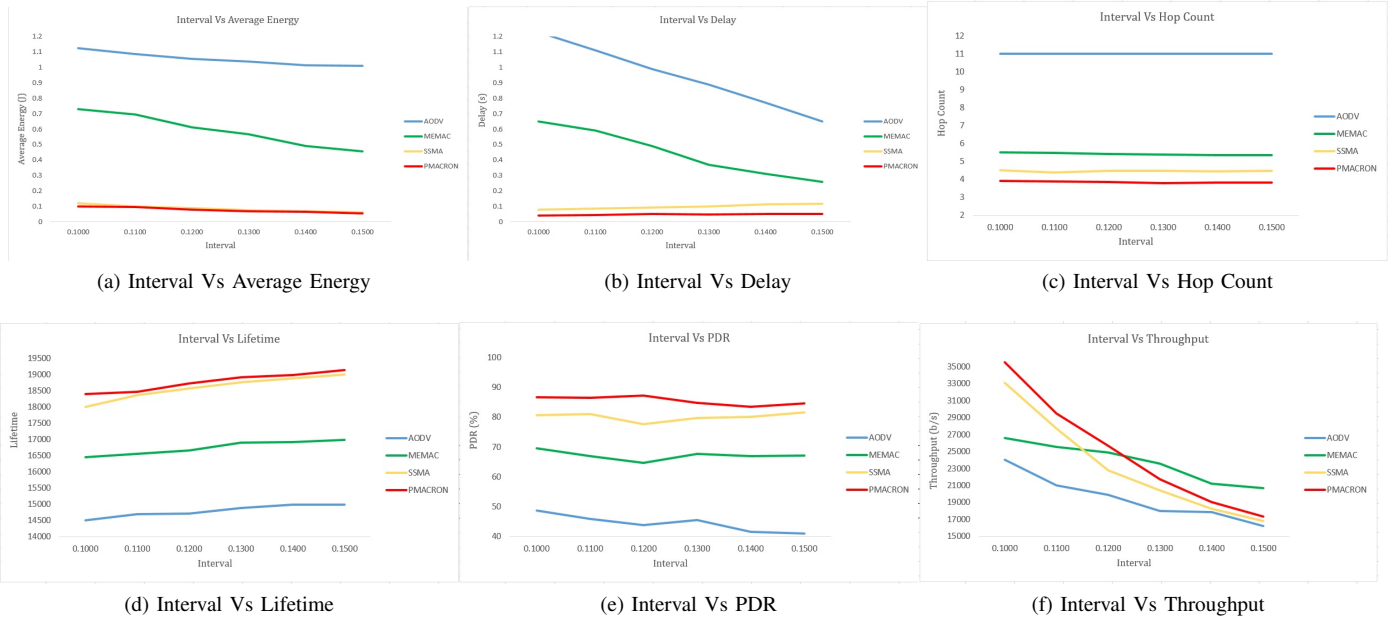 Interval Vs Average Energy
1.2
1.1
1
0.9
0.8
0.7
0.6
0.5
0.4
0.3
0.2
0.1
0
Average Energy (J)
0.1000 0.1100 0.1200 0.1300 0.1400 0.1500
Interval
AODV
MEMAC
SSMA
PMACRON
(a) Interval Vs Average Energy
Interval Vs Delay
1.2
1.1
1
0.9
0.8
0.7
0.6
0.5
0.4
0.3
0.2
0.1
0
Delay (s)
0.1000 0.1100 0.1200 0.1300 0.1400 0.1500
Interval
AODV
MEMAC
SSMA
PMACRON
(b) Interval Vs Delay
Interval Vs Hop Count
12
11
10
9
8
7
6
5
4
3
2
Hop Count
0.1000 0.1100 0.1200 0.1300 0.1400 0.1500
Interval
AODV
MEMAC
SSMA
PMACRON
(c) Interval Vs Hop Count
Interval Vs Lifetime
19500
19000
18500
18000
17500
17000
16500
16000
15500
15000
14500
14000
Lifetime
0.1000 0.1100 0.1200 0.1300 0.1400 0.1500
Interval
AODV
MEMAC
SSMA
PMACRON
(d) Interval Vs Lifetime
Interval Vs PDR
100
90
80
70
60
50
40
PDR (%)
0.1000 0.1100 0.1200 0.1300 0.1400 0.1500
Interval
AODV
MEMAC
SSMA
PMACRON
(e) Interval Vs PDR
Interval Vs Throughput
35000
33000
31000
29000
27000
25000
23000
21000
19000
17000
15000
Throughput (b/s)
0.1000 0.1100 0.1200 0.1300 0.1400 0.1500
Interval
AODV
MEMAC
SSMA
PMACRON
(f) Interval Vs Throughput